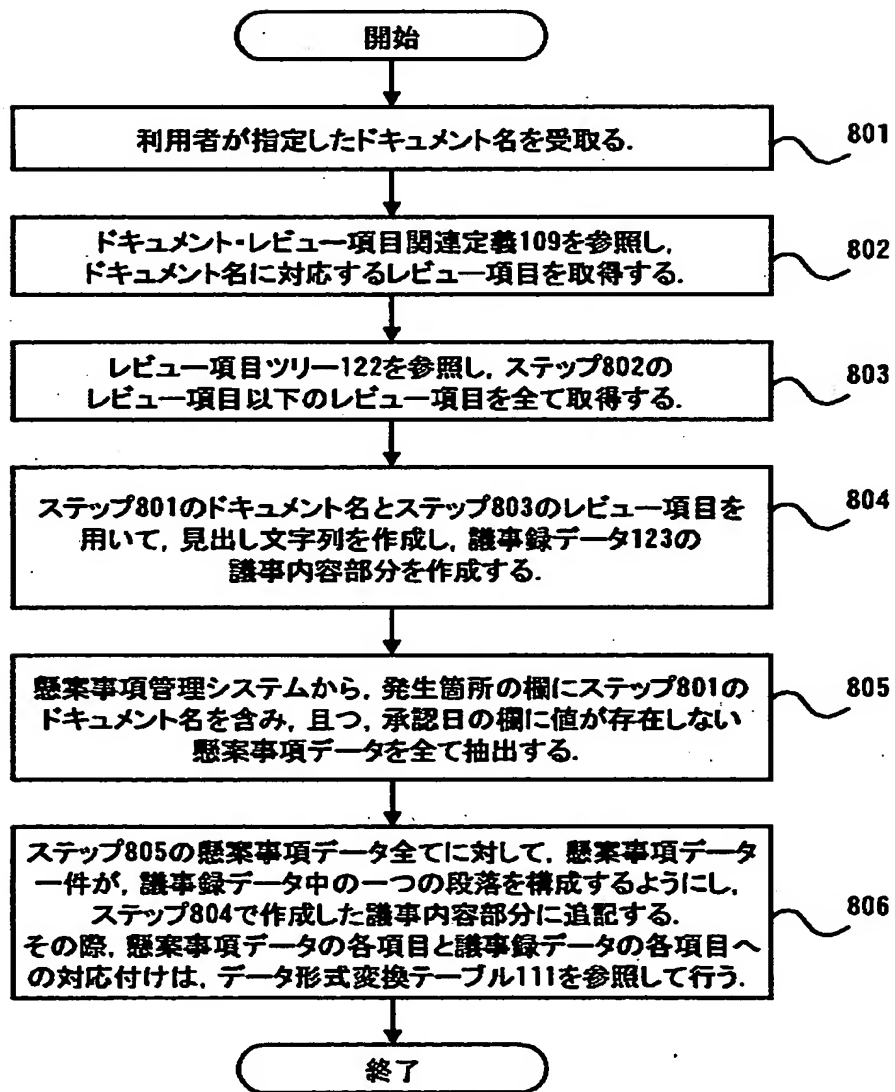 開始
利用者が指定したドキュメント名を受取る.
801
ドキュメント・レビュー項目関連定義109を参照し,
ドキュメント名に対応するレビュー項目を取得する.
802
レビュー項目ツリー122を参照し, ステップ802の
レビュー項目以下のレビュー項目を全て取得する.
803
ステップ801のドキュメント名とステップ803のレビュー項目を
用いて, 見出し文字列を作成し, 議事録データ123の
議事内容部分を作成する.
804
懸案事項管理システムから, 発生箇所の欄にステップ801の
ドキュメント名を含み, 且つ, 承認日の欄に値が存在しない
懸案事項データを全て抽出する.
805
ステップ805の懸案事項データ全てに対して, 懸案事項データ
一件が, 議事録データ中の一つの段落を構成するようにし,
ステップ804で作成した議事内容部分に追記する.
その際, 懸案事項データの各項目と議事録データの各項目へ
の対応付けは, データ形式変換テーブル111を参照して行う.
806
終了